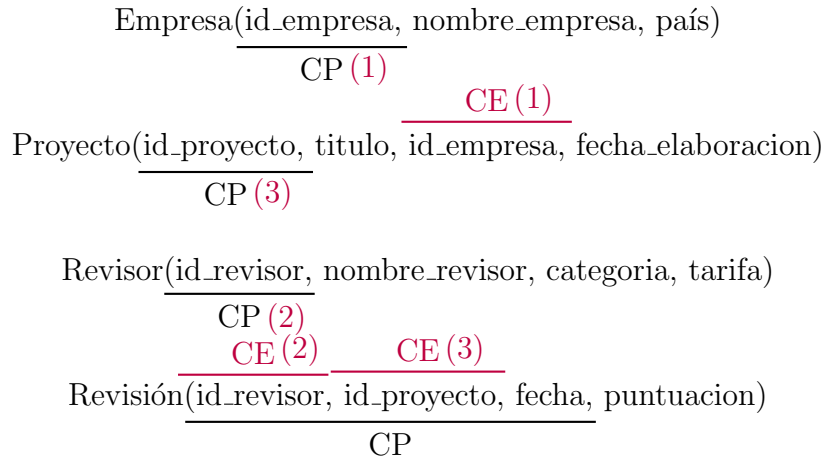 Empresa(id_empresa, nombre_empresa, país)
CP (1)
CE (1)
Proyecto(id_proyecto, titulo, id_empresa, fecha_elaboracion)
CP (3)
Revisor(id_revisor, nombre_revisor, categoria, tarifa)
CP (2)
CE (2) CE (3)
Revisión(id_revisor, id_proyecto, fecha, puntuacion)
CP